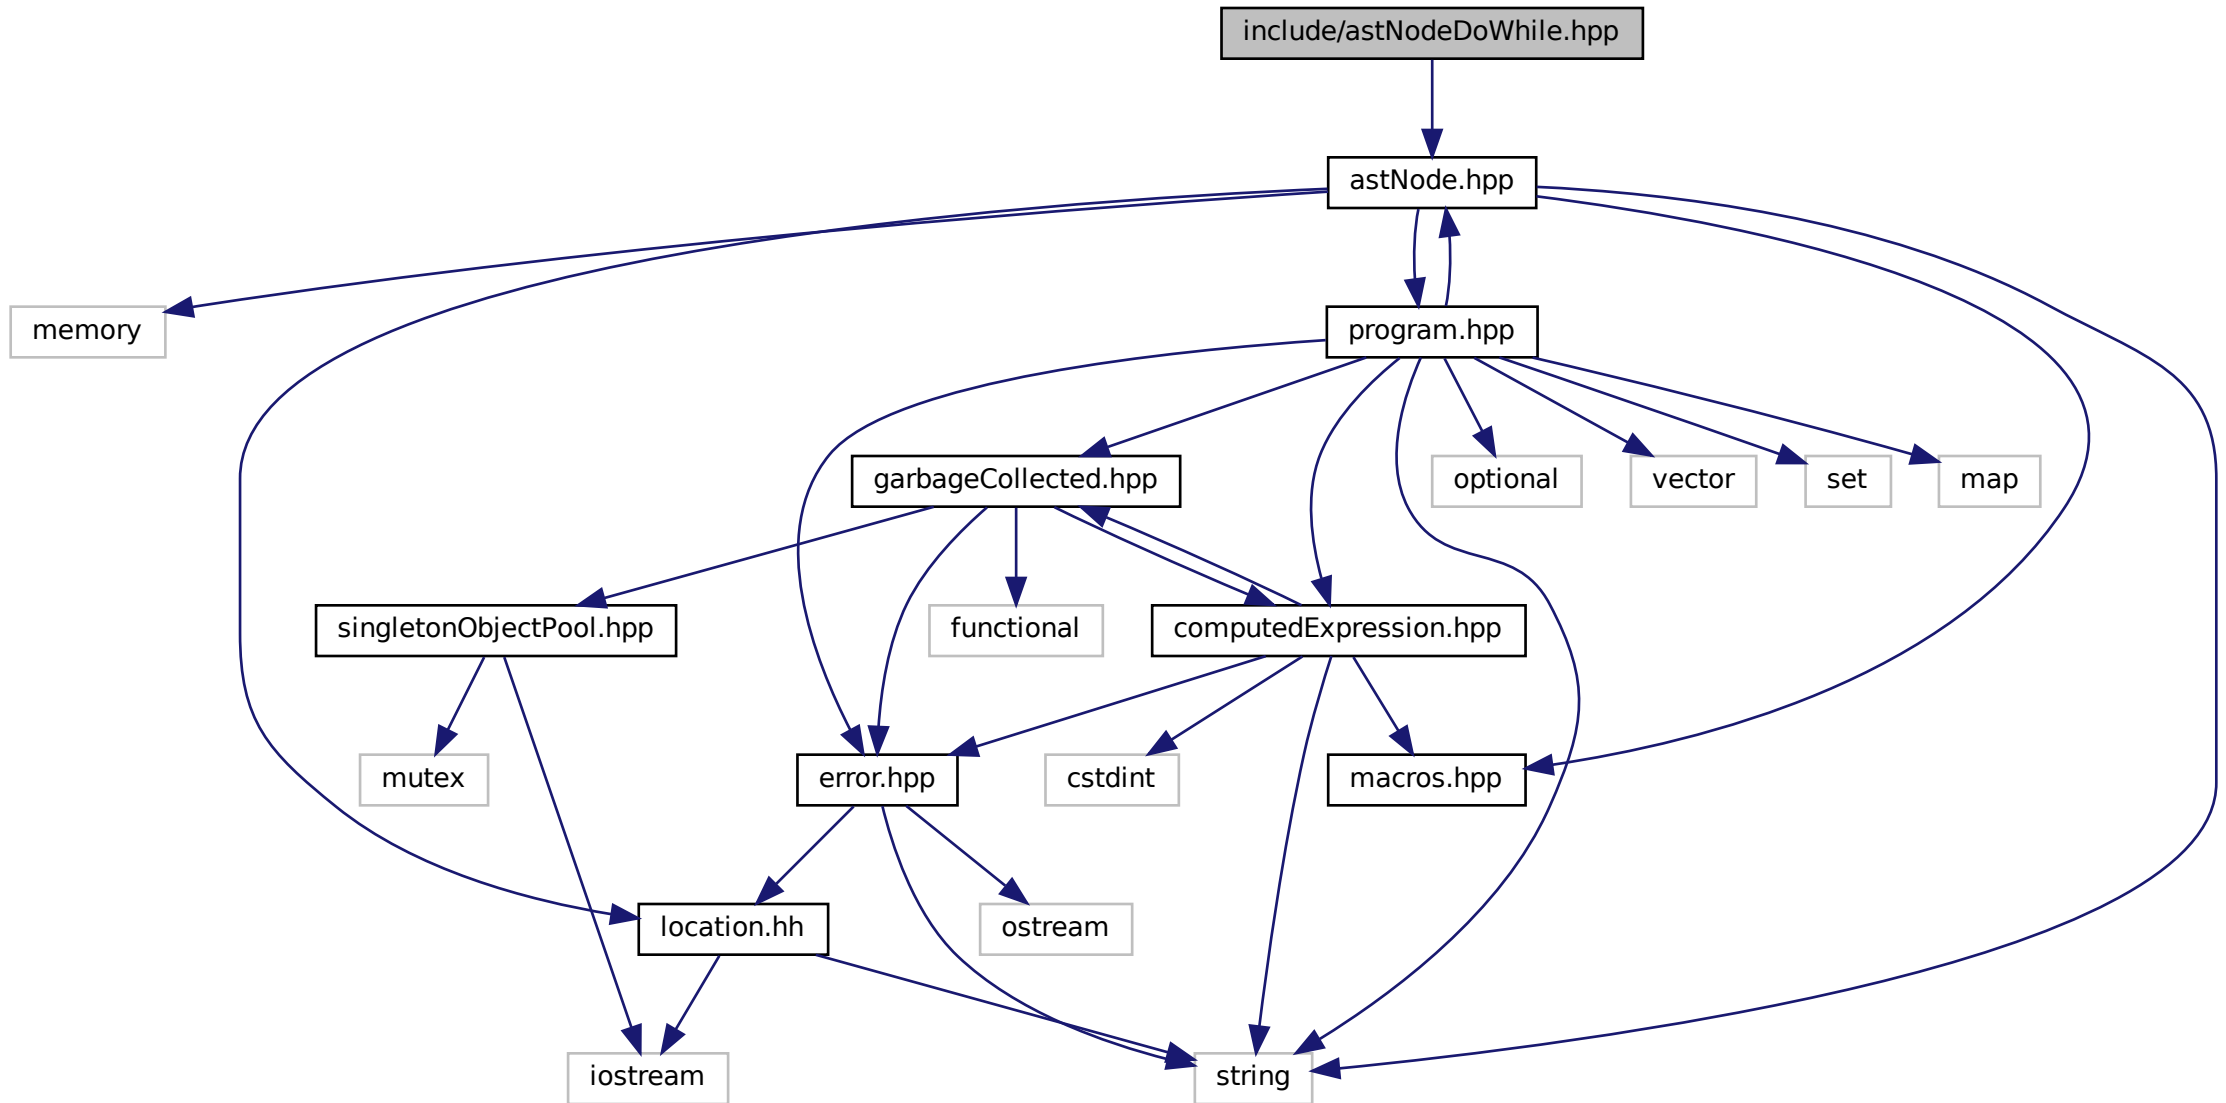 include/astNodeDoWhile.hpp
astNode.hpp
memory
program.hpp
garbageCollected.hpp
optional
vector
set
map
singletonObjectPool.hpp
functional
computedExpression.hpp
mutex
error.hpp
cstdint
macros.hpp
location.hh
ostream
iostream
string